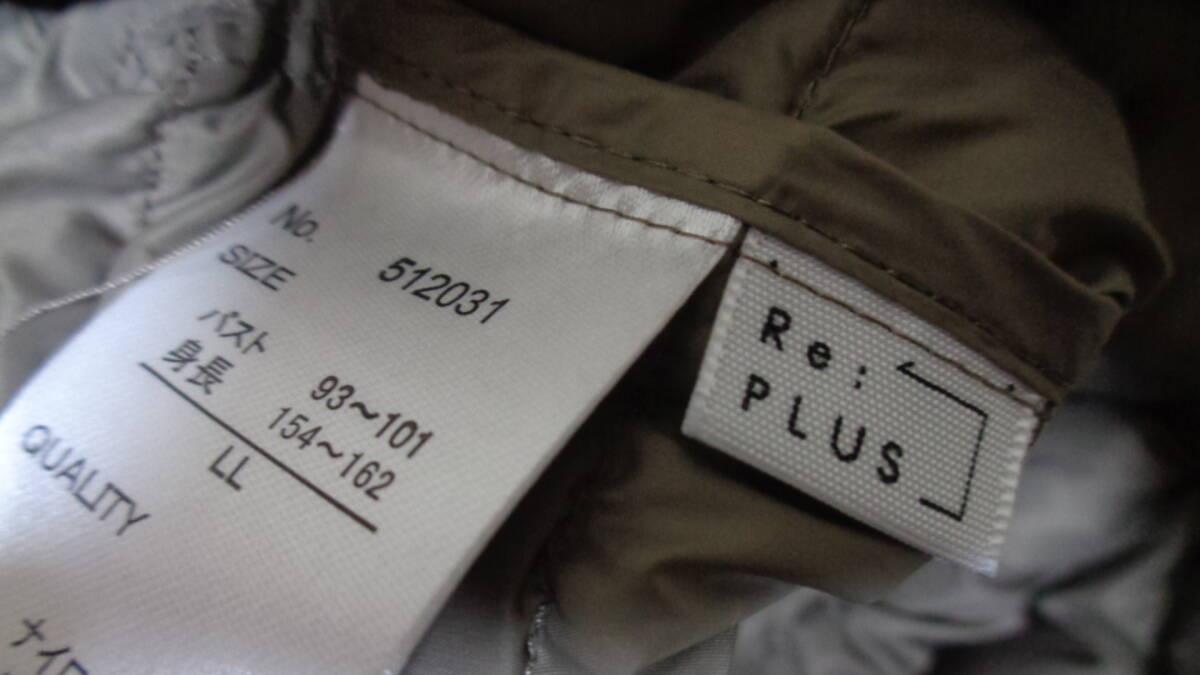 No. 512031
SIZE
バスト 93~101
身長 154~162
LL
QUALITY
Re:
PLUS